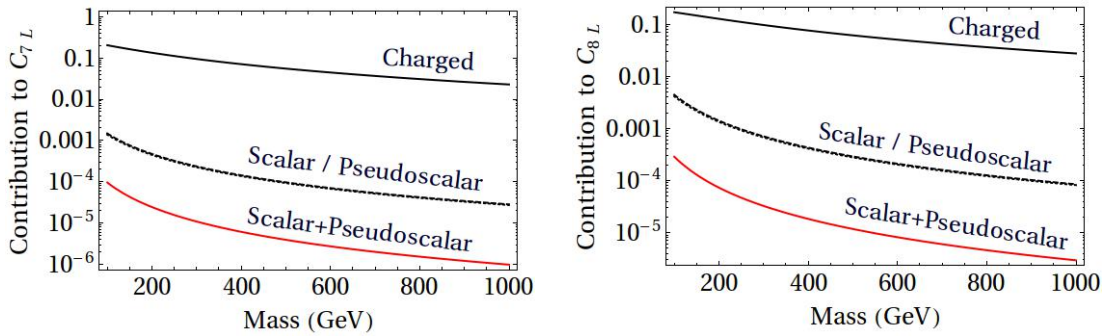 Contribution to C7 L
1
0.1
0.01
0.001
10^-4
10^-5
10^-6
Charged
Scalar / Pseudoscalar
Scalar+Pseudoscalar
200 400 600 800 1000
Mass (GeV)
Contribution to C8 L
0.1
0.01
0.001
10^-4
10^-5
Charged
Scalar / Pseudoscalar
Scalar+Pseudoscalar
200 400 600 800 1000
Mass (GeV)